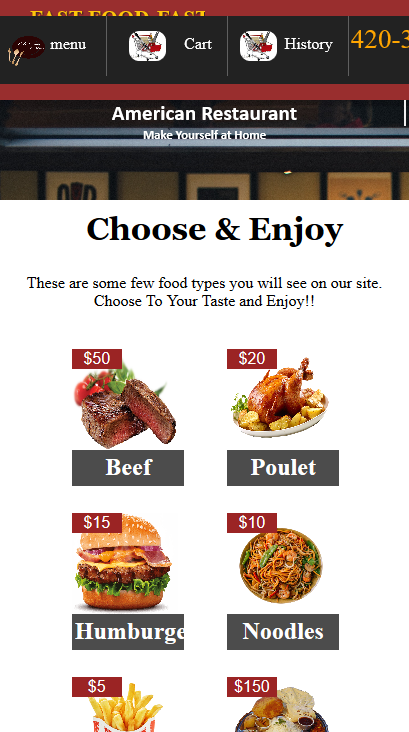 FAST FOOD FAST
menu
Cart
History
420-3
American Restaurant
Make Yourself at Home
Choose & Enjoy
These are some few food types you will see on our site.
Choose To Your Taste and Enjoy!!
$50
$20
Beef
Poulet
$15
$10
Humburge
Noodles
$5
$150